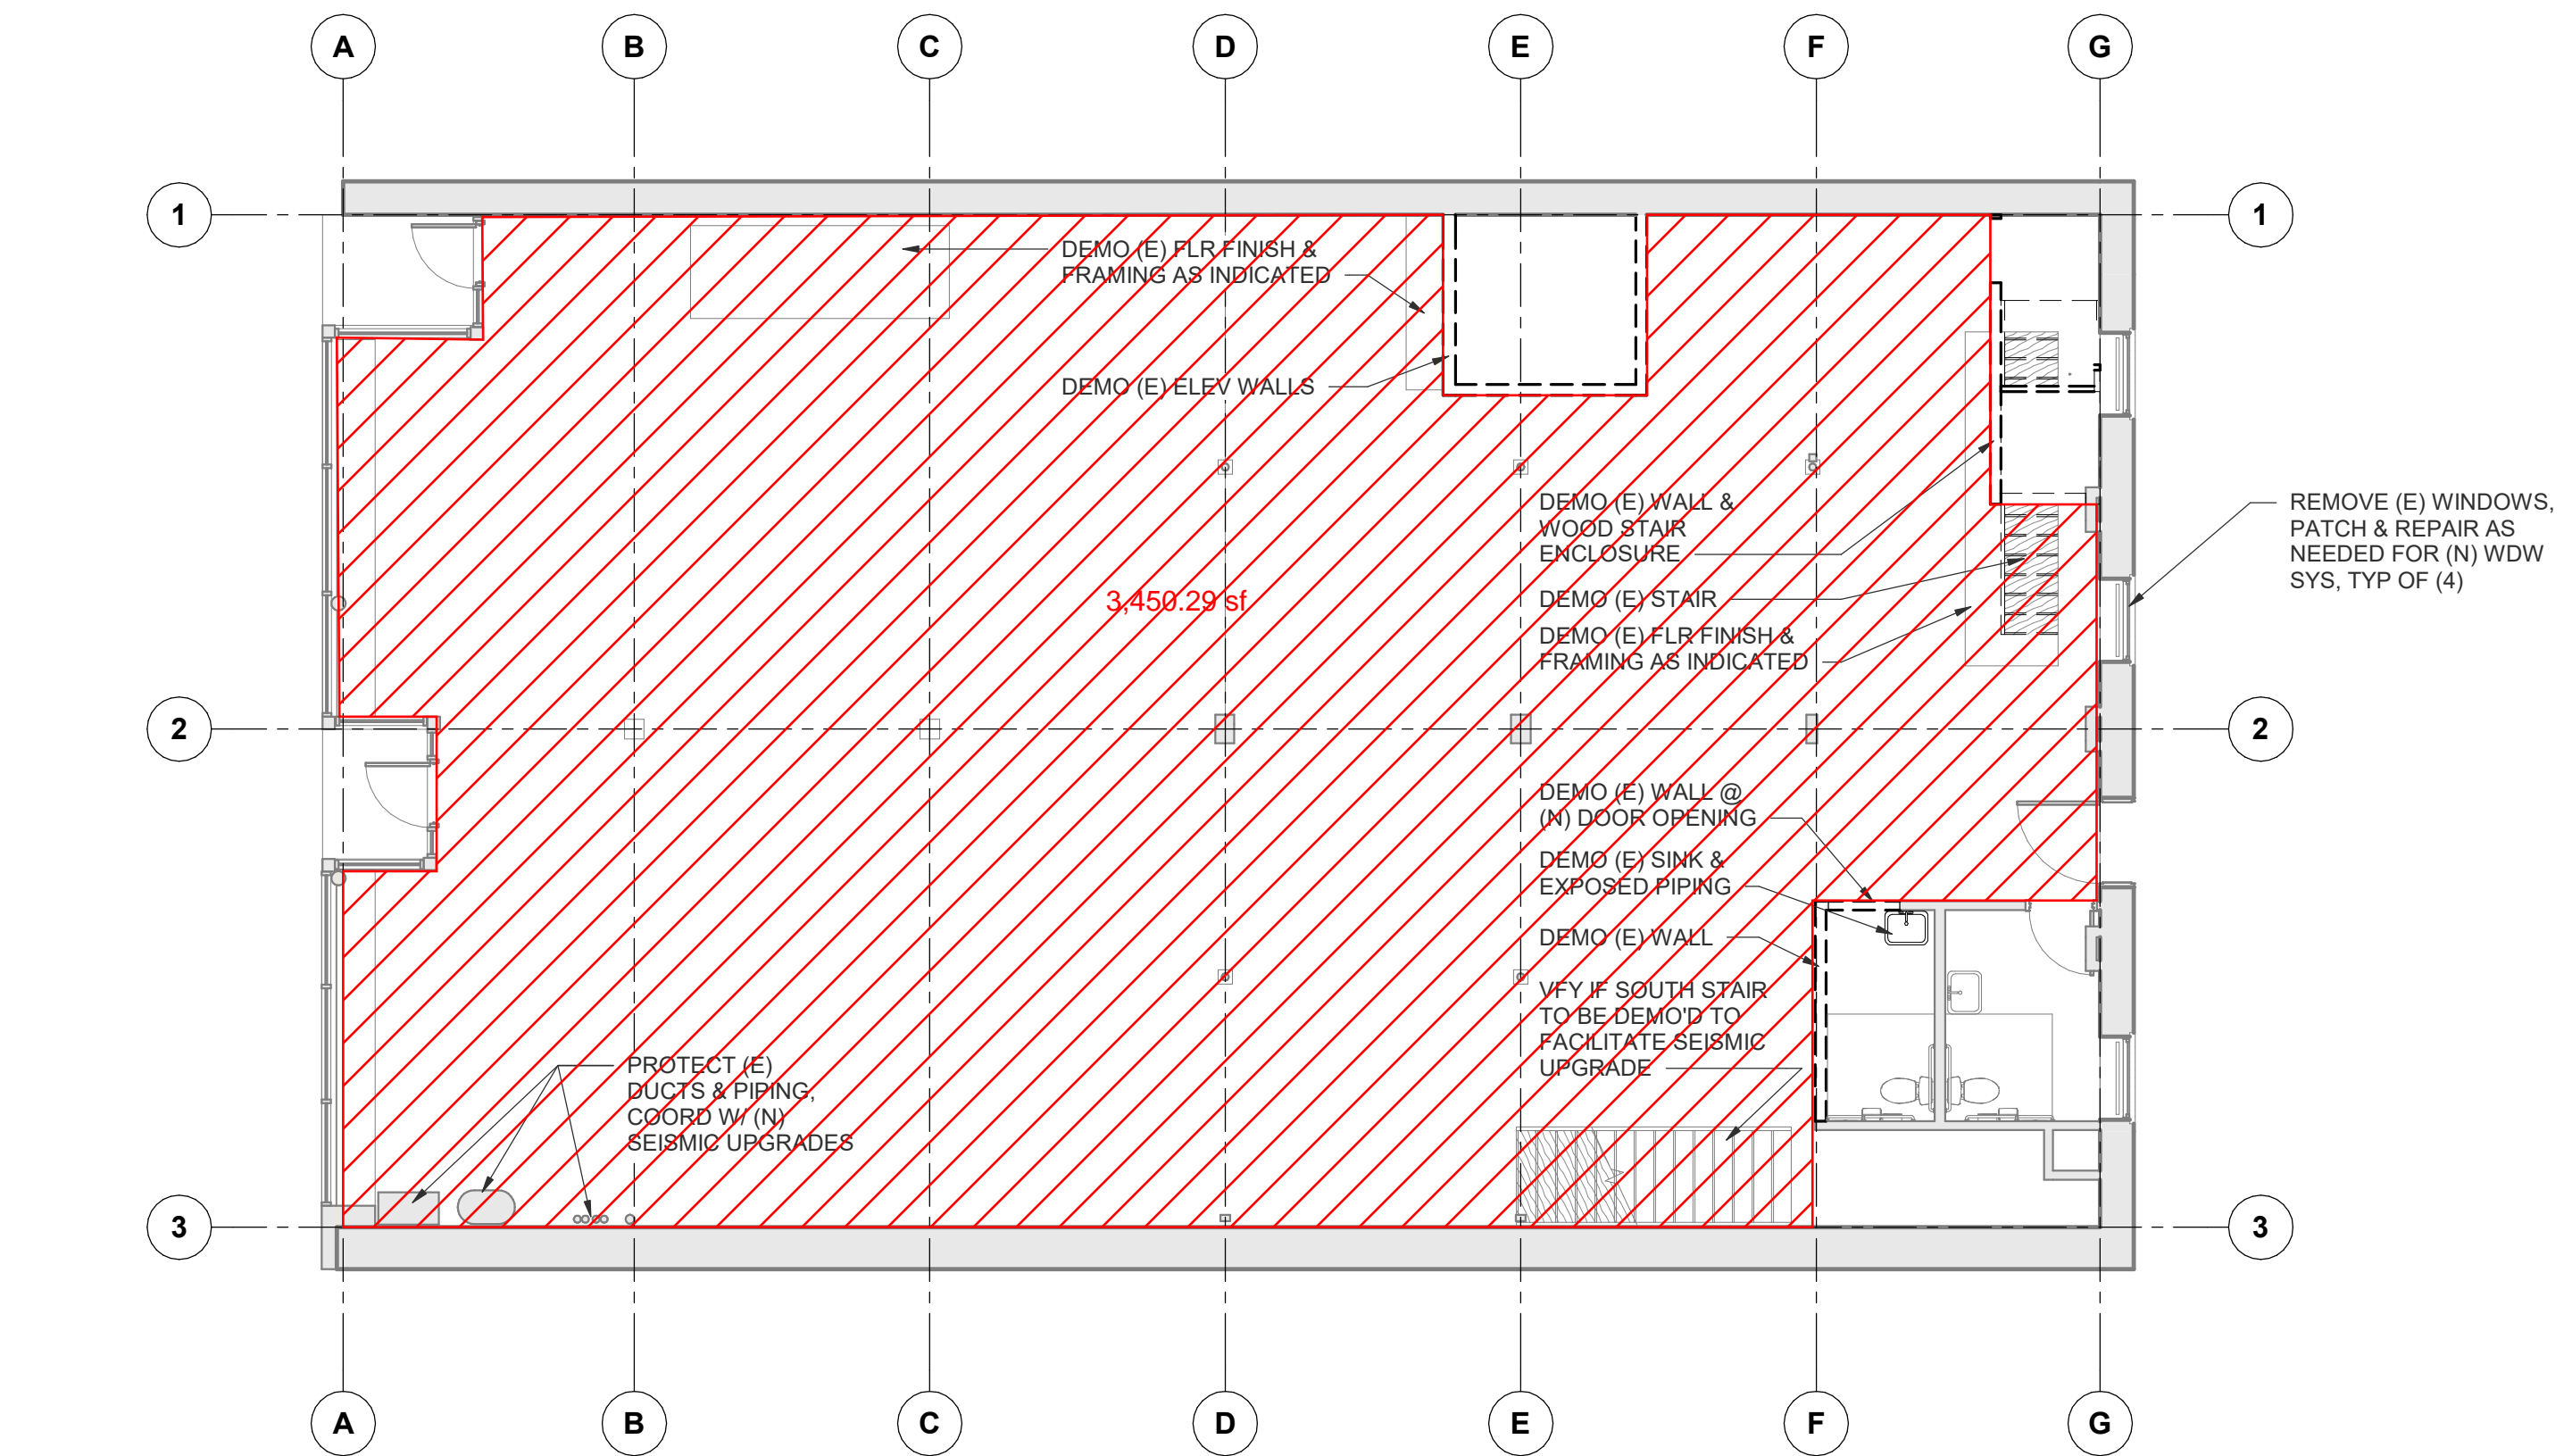 A B C D E F G
1 1
DEMO (E) FLR FINISH &
FRAMING AS INDICATED
DEMO (E) ELEV WALLS
DEMO (E) WALL &
WOOD STAIR
ENCLOSURE
REMOVE (E) WINDOWS,
PATCH & REPAIR AS
NEEDED FOR (N) WDW
SYS, TYP OF (4)
3,450.29 sf
DEMO (E) STAIR
DEMO (E) FLR FINISH &
FRAMING AS INDICATED
2 2
DEMO (E) WALL @
(N) DOOR OPENING
DEMO (E) SINK &
EXPOSED PIPING
DEMO (E) WALL
VFY IF SOUTH STAIR
TO BE DEMO'D TO
FACILITATE SEISMIC
UPGRADE
PROTECT (E)
DUCTS & PIPING,
COORD W/ (N)
SEISMIC UPGRADES
3 3
A B C D E F G